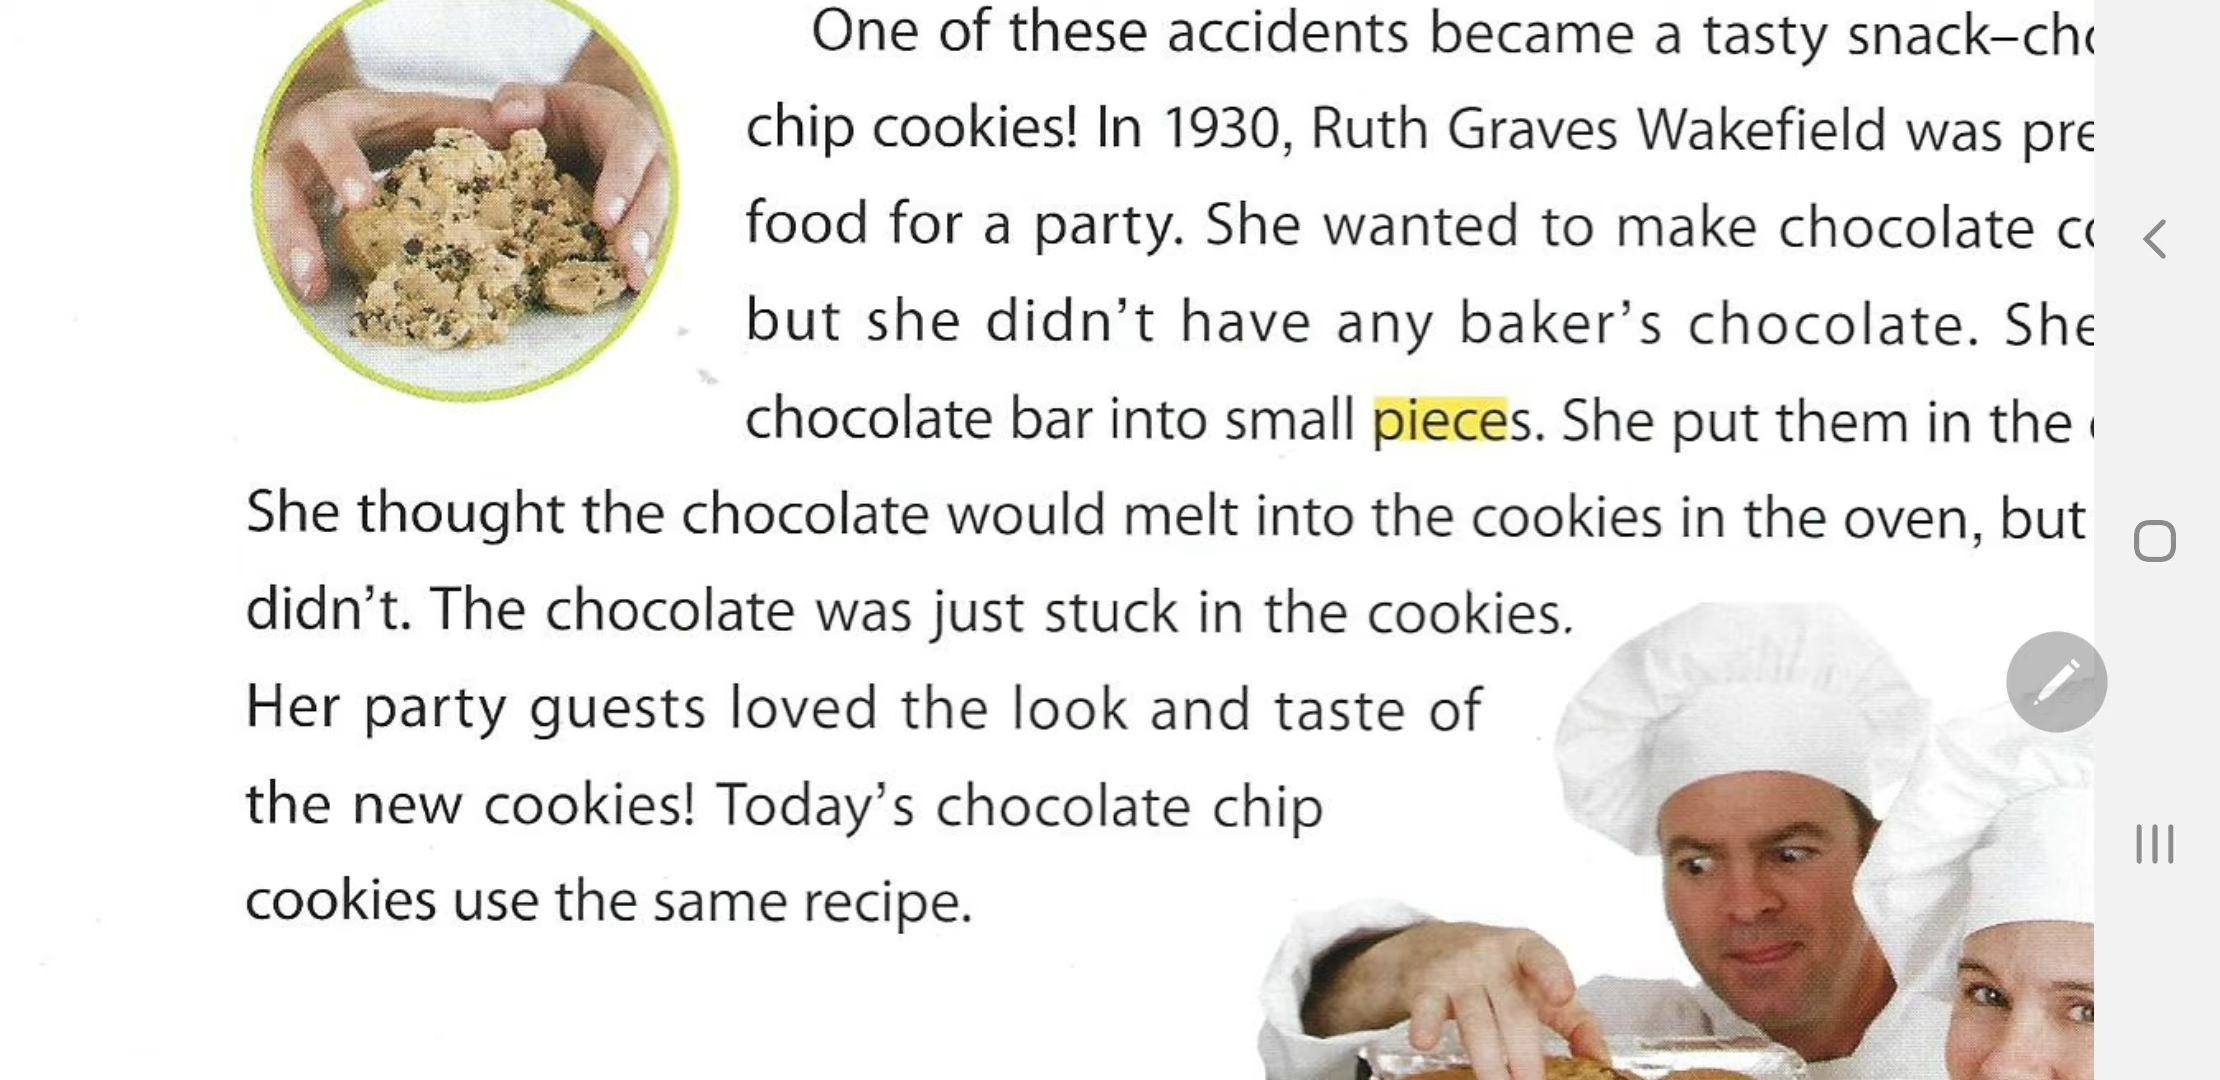 One of these accidents became a tasty snack–
chip cookies! In 1930, Ruth Graves Wakefield was
food for a party. She wanted to make chocolate
but she didn't have any baker's chocolate. She
chocolate bar into small pieces. She put them in the
She thought the chocolate would melt into the cookies in the oven, but
didn't. The chocolate was just stuck in the cookies.
Her party guests loved the look and taste of
the new cookies! Today's chocolate chip
cookies use the same recipe.